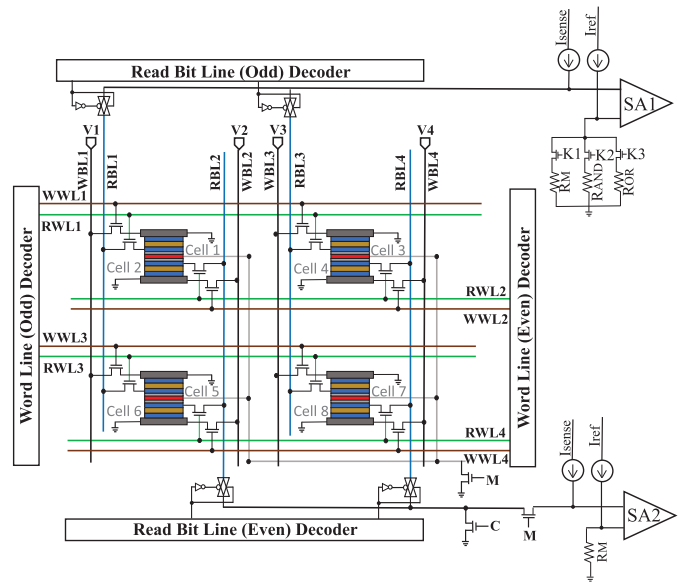 Isense
Iref
Read Bit Line (Odd) Decoder
SA1
V1
V2
V3
V4
WBL1
RBL1
RBL2
WBL2
WBL3
RBL3
RBL4
WBL4
K1
K2
K3
RM
RAND
ROR
WWL1
RWL1
Cell 1
Cell 2
Cell 3
Cell 4
RWL2
WWL2
Word Line (Odd) Decoder
Word Line (Even) Decoder
WWL3
RWL3
Cell 5
Cell 6
Cell 7
Cell 8
RWL4
WWL4
M
Isense
Iref
SA2
Read Bit Line (Even) Decoder
C
M
RM